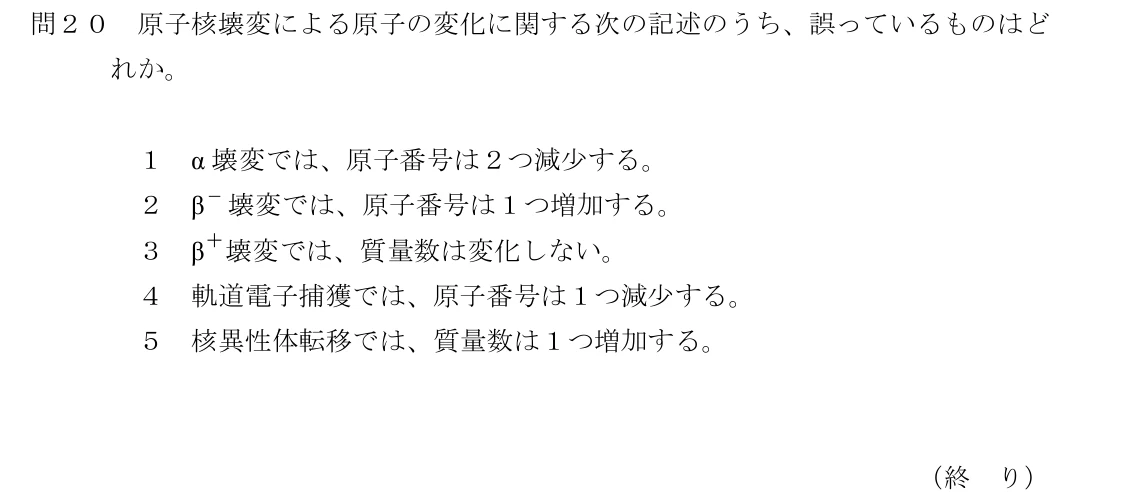 問２０　原子核壊変による原子の変化に関する次の記述のうち、誤っているものはど
れか。
１　α壊変では、原子番号は２つ減少する。
２　β⁻壊変では、原子番号は１つ増加する。
３　β⁺壊変では、質量数は変化しない。
４　軌道電子捕獲では、原子番号は１つ減少する。
５　核異性体転移では、質量数は１つ増加する。
（終　り）